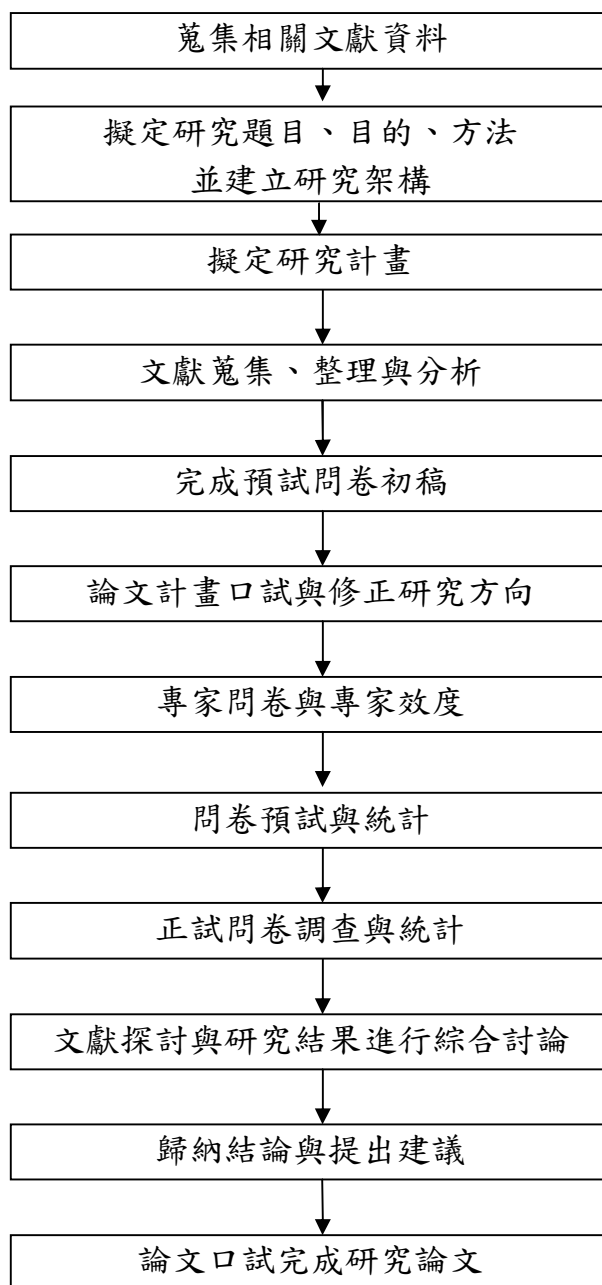 蒐集相關文獻資料
擬定研究題目、目的、方法
並建立研究架構
擬定研究計畫
文獻蒐集、整理與分析
完成預試問卷初稿
論文計畫口試與修正研究方向
專家問卷與專家效度
問卷預試與統計
正試問卷調查與統計
文獻探討與研究結果進行綜合討論
歸納結論與提出建議
論文口試完成研究論文